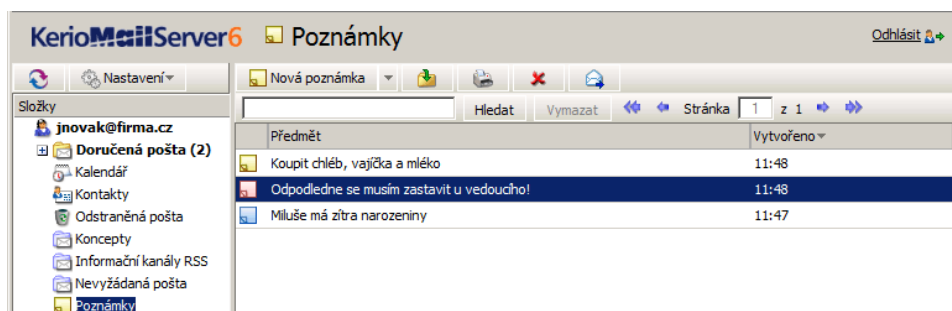 KerioMailServer6 Poznámky Odhlásit
Nastavení Nová poznámka
Složky Hledat Vymazat Stránka 1 z 1
jnovak@firma.cz Předmět Vytvořeno
Doručená pošta (2)
Kalendář Koupit chléb, vajíčka a mléko 11:48
Kontakty Odpodledne se musím zastavit u vedoucího! 11:48
Odstraněná pošta Miluše má zítra narozeniny 11:47
Koncepty
Informační kanály RSS
Nevyžádaná pošta
Poznámky